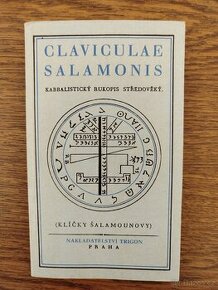 CLAVICULAE
SALAMONIS
KABBALISTICKÝ RUKOPIS STŘEDOVĚKÝ.
(KLÍČKY ŠALAMOUNOVY)
NAKLADATELSTVÍ TRIGON
PRAHA